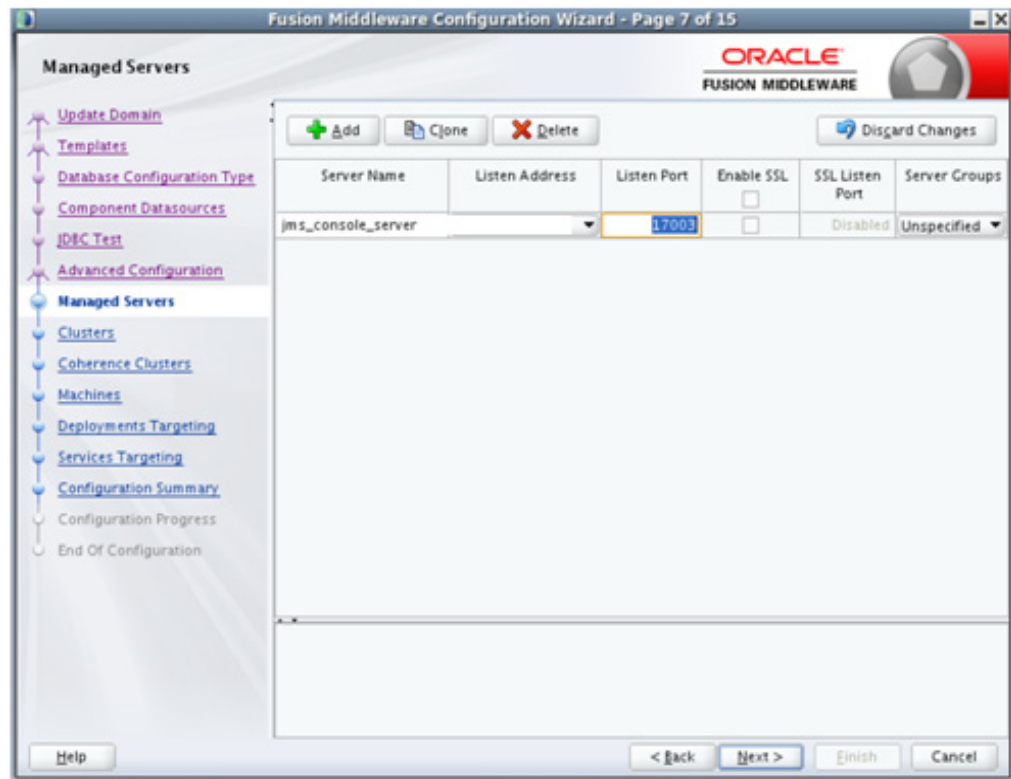 Fusion Middleware Configuration Wizard - Page 7 of 15
Managed Servers
ORACLE
FUSION MIDDLEWARE
Update Domain
Templates
Database Configuration Type
Component Datasources
JDBC Test
Advanced Configuration
Managed Servers
Clusters
Coherence Clusters
Machines
Deployments Targeting
Services Targeting
Configuration Summary
Configuration Progress
End Of Configuration
Add Clone Delete Discard Changes
Server Name Listen Address Listen Port Enable SSL SSL Listen Port Server Groups
jms_console_server 17003 Disabled Unspecified
Help < Back Next > Finish Cancel